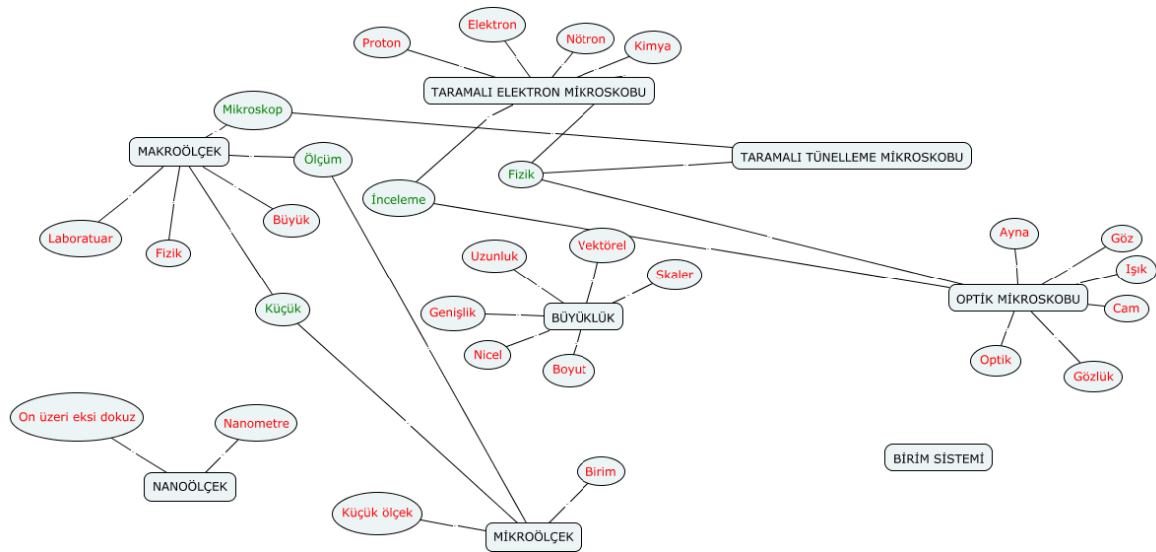 Elektron
Nötron
Proton
Kimya
TARAMALI ELEKTRON MİKROSKOBU
Mikroskop
MAKROÖLÇEK
Ölçüm
TARAMALI TÜNELLEME MİKROSKOBU
Fizik
İnceleme
Büyük
Laboratuar
Fizik
Ayna
Göz
Vektörel
Uzunluk
Işık
Skaler
OPTİK MİKROSKOBU
Küçük
Genişlik
BÜYÜKLÜK
Cam
Nicel
Boyut
Optik
Gözlük
On üzeri eksi dokuz
Nanometre
BİRİM SİSTEMİ
Birim
NANOÖLÇEK
Küçük ölçek
MİKROÖLÇEK